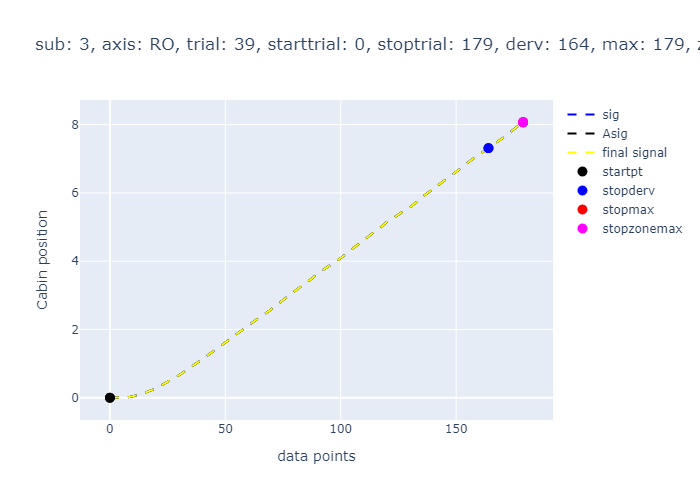 sub: 3, axis: RO, trial: 39, starttrial: 0, stoptrial: 179, derv: 164, max: 179, z
sig
Asig
final signal
startpt
stopderv
stopmax
stopzonemax
Cabin position
8
6
4
2
0
0 50 100 150
data points